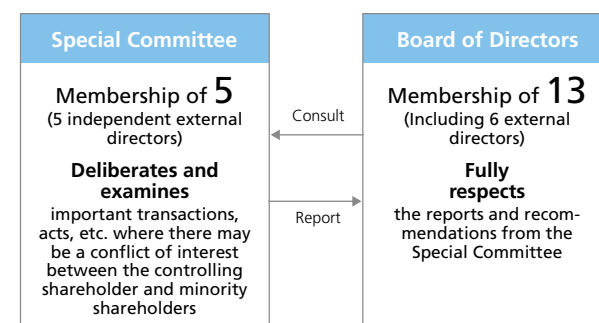 Special Committee
Membership of 5
(5 independent external
directors)
Deliberates and
examines
important transactions,
acts, etc. where there may
be a conflict of interest
between the controlling
shareholder and minority
shareholders
Consult
Report
Board of Directors
Membership of 13
(Including 6 external
directors)
Fully
respects
the reports and recom-
mendations from the
Special Committee